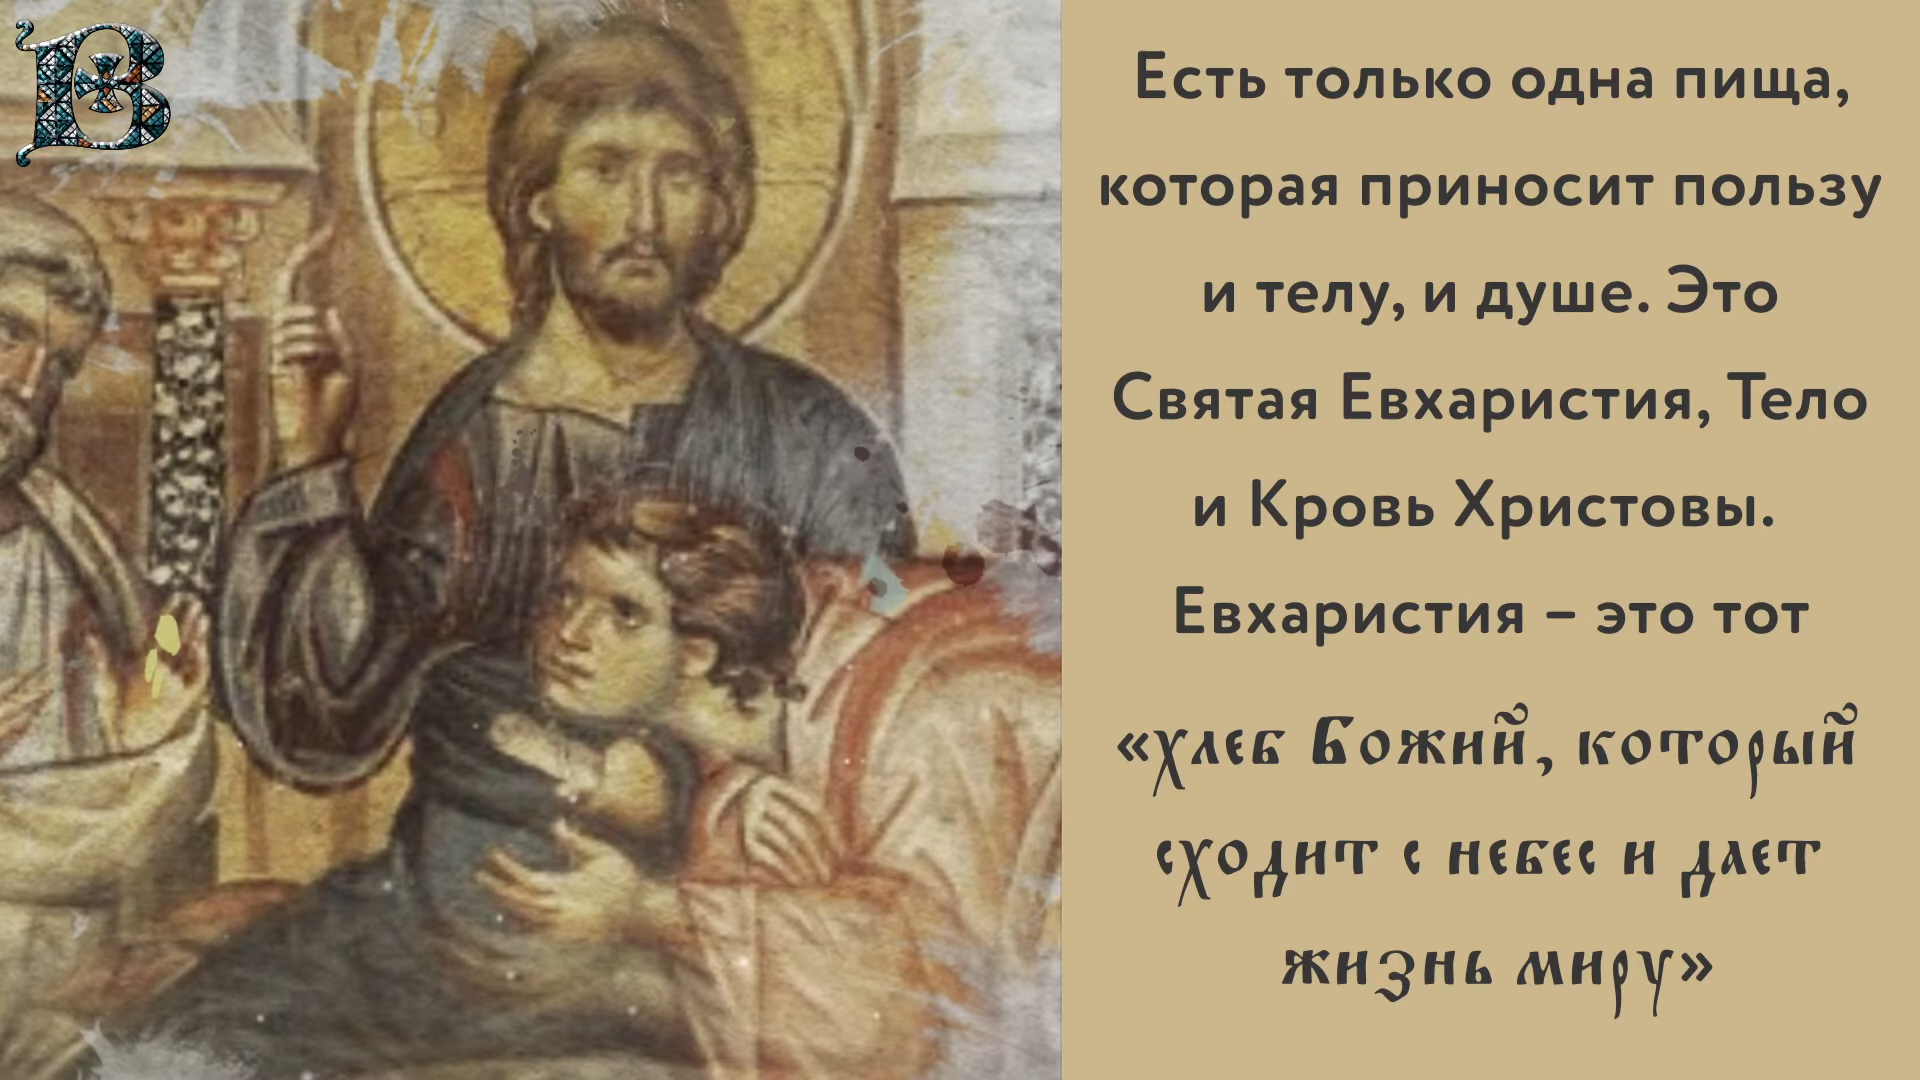 В
Есть только одна пища,
которая приносит пользу
и телу, и душе. Это
Святая Евхаристия, Тело
и Кровь Христовы.
Евхаристия – это тот
«хлеб Божий, который
сходит с небес и дает
жизнь миру»